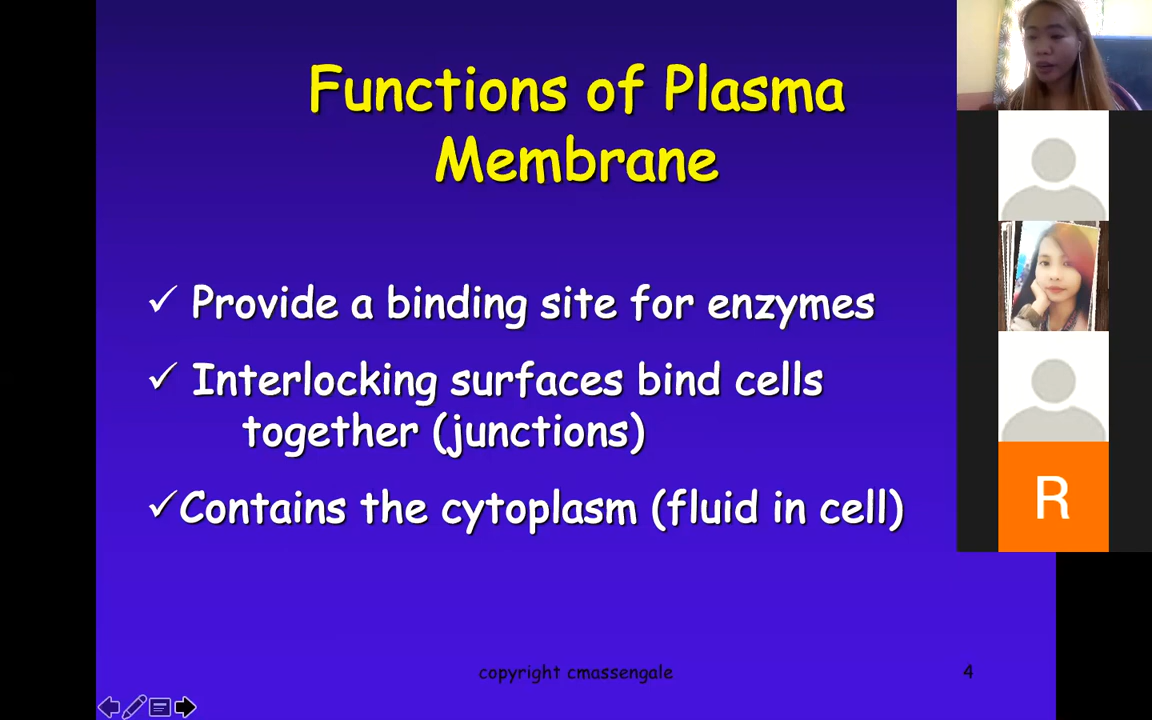 Functions of Plasma
Membrane
✓ Provide a binding site for enzymes
✓ Interlocking surfaces bind cells
together (junctions)
✓Contains the cytoplasm (fluid in cell)
copyright cmassengale
4
R